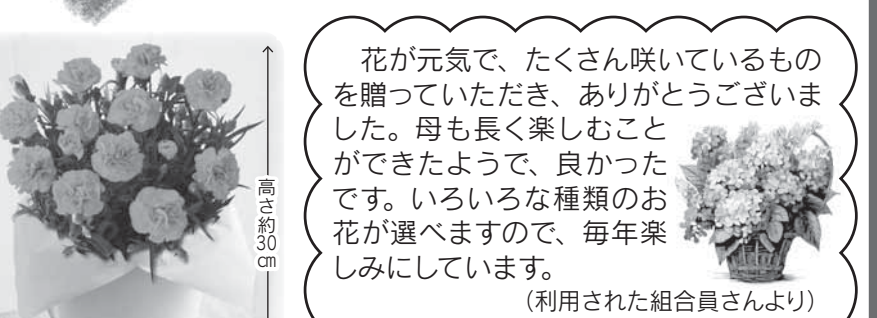 高さ約30㎝
花が元気で、たくさん咲いているもの
を贈っていただき、ありがとうございま
した。母も長く楽しむこと
ができたようで、良かった
です。いろいろな種類のお
花が選べますので、毎年楽
しみにしています。
(利用された組合員さんより)